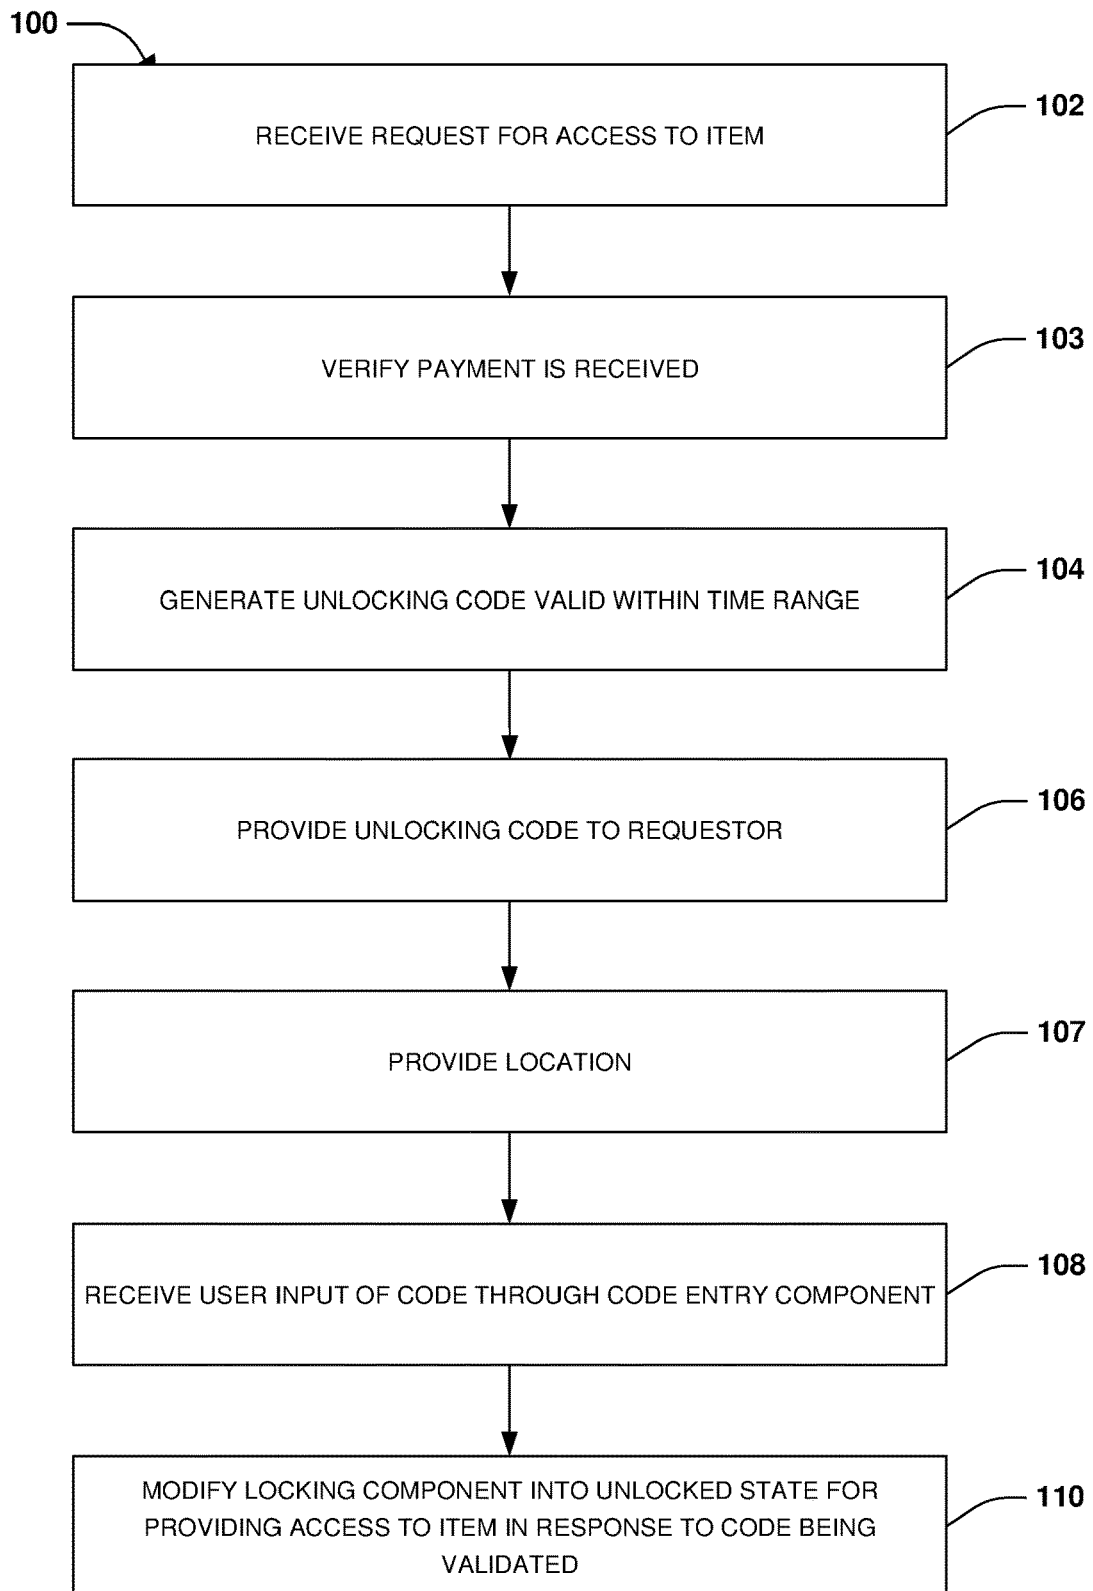 100
102
RECEIVE REQUEST FOR ACCESS TO ITEM
103
VERIFY PAYMENT IS RECEIVED
104
GENERATE UNLOCKING CODE VALID WITHIN TIME RANGE
106
PROVIDE UNLOCKING CODE TO REQUESTOR
107
PROVIDE LOCATION
108
RECEIVE USER INPUT OF CODE THROUGH CODE ENTRY COMPONENT
110
MODIFY LOCKING COMPONENT INTO UNLOCKED STATE FOR
PROVIDING ACCESS TO ITEM IN RESPONSE TO CODE BEING
VALIDATED